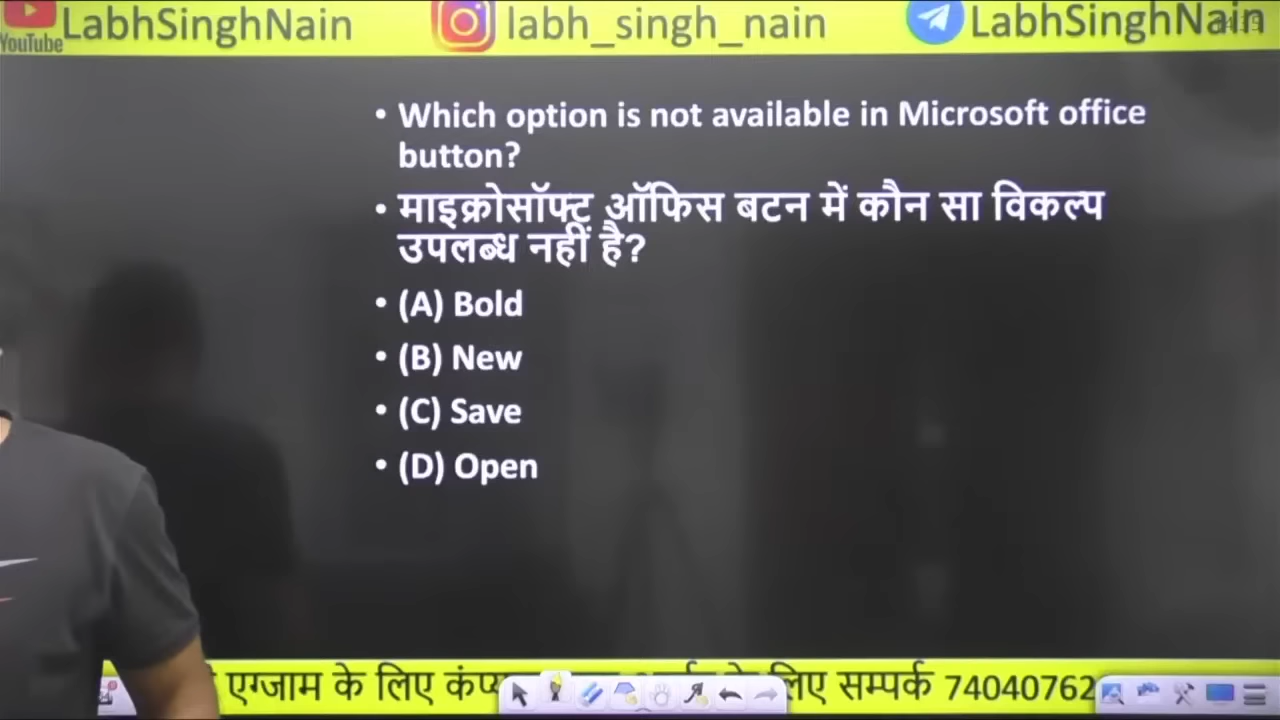 YouTube LabhSinghNain labh_singh_nain LabhSinghNain
• Which option is not available in Microsoft office
button?
• माइक्रोसॉफ्ट ऑफिस बटन में कौन सा विकल्प
उपलब्ध नहीं है?
• (A) Bold
• (B) New
• (C) Save
• (D) Open
एग्जाम के लिए लिए सम्पर्क 74040762